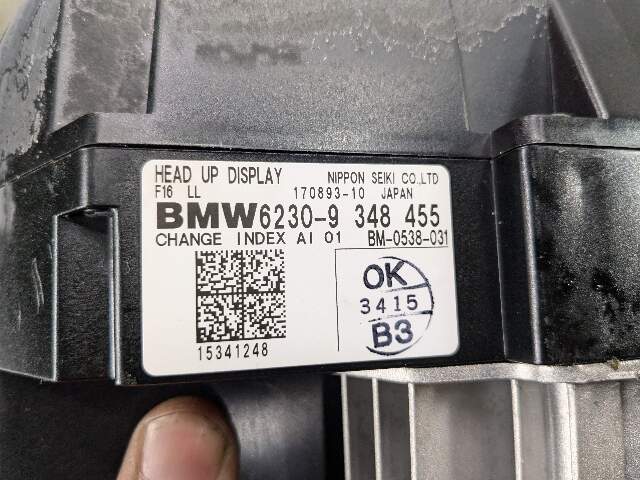 HEAD UP DISPLAY NIPPON SEIKI CO.,LTD
F16 LL 170893-10 JAPAN
BMW 6230-9 348 455
CHANGE INDEX AI 01 BM-0538-031
OK
3415
B3
15341248